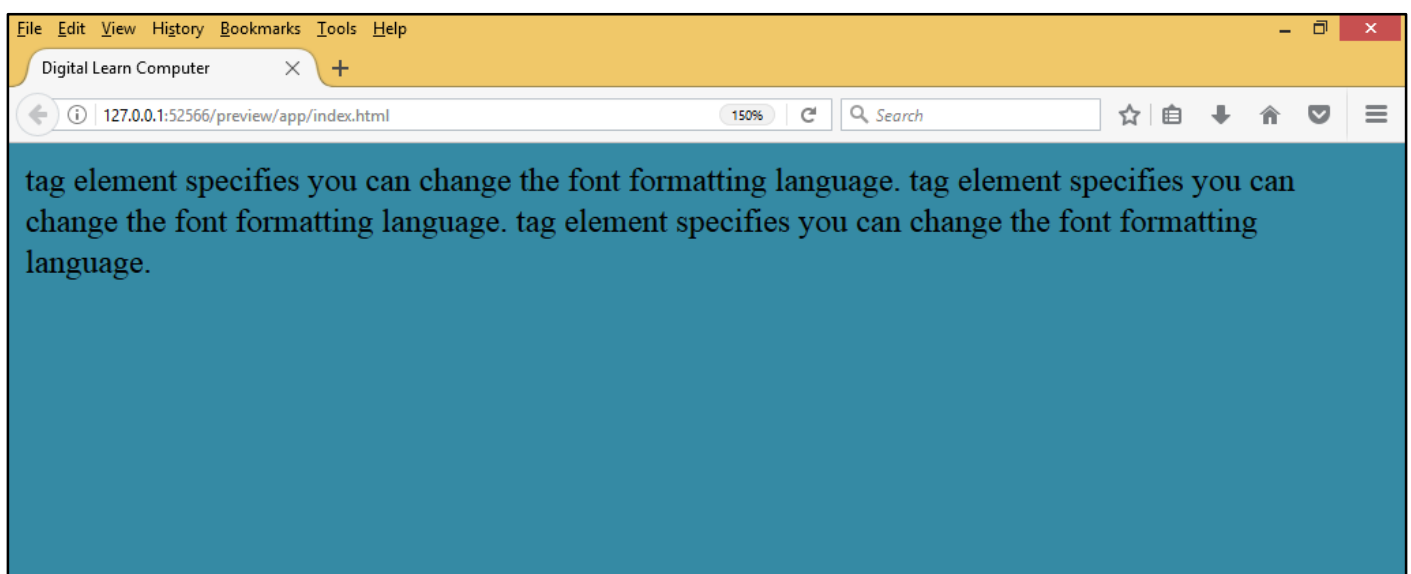 File Edit View History Bookmarks Tools Help
Digital Learn Computer
127.0.0.1:52566/preview/app/index.html 150% Search
tag element specifies you can change the font formatting language. tag element specifies you can
change the font formatting language. tag element specifies you can change the font formatting
language.